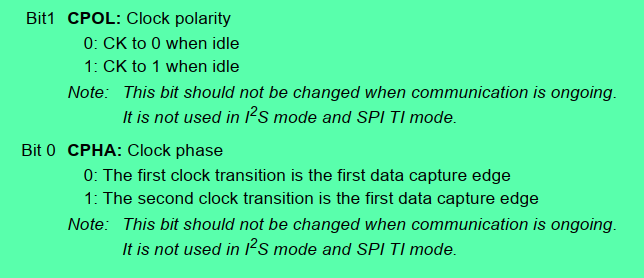 Bit1 CPOL: Clock polarity
0: CK to 0 when idle
1: CK to 1 when idle
Note: This bit should not be changed when communication is ongoing.
It is not used in I²S mode and SPI TI mode.
Bit 0 CPHA: Clock phase
0: The first clock transition is the first data capture edge
1: The second clock transition is the first data capture edge
Note: This bit should not be changed when communication is ongoing.
It is not used in I²S mode and SPI TI mode.